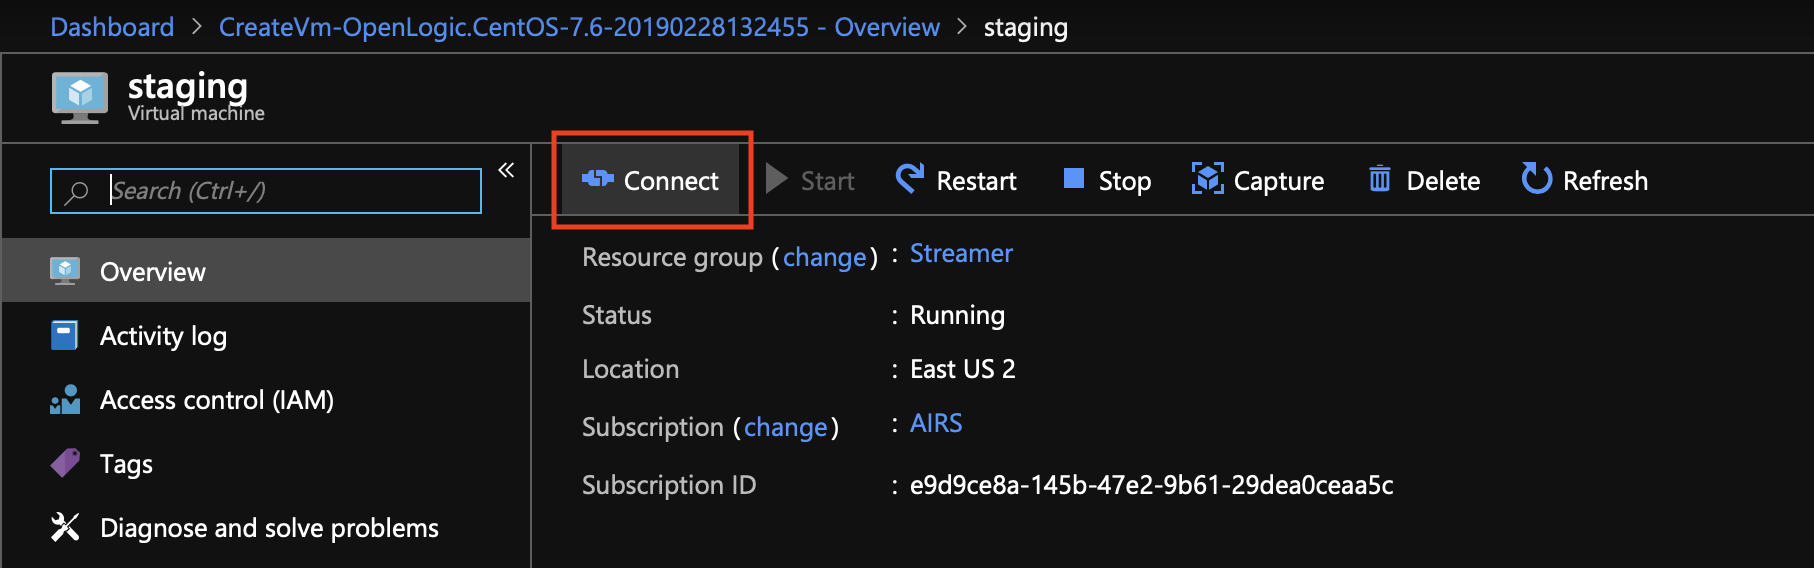 Dashboard > CreateVm-OpenLogic.CentOS-7.6-20190228132455 - Overview > staging
staging
Virtual machine
Search (Ctrl+/)
«
Overview
Activity log
Access control (IAM)
Tags
Diagnose and solve problems
Connect Start Restart Stop Capture Delete Refresh
Resource group (change) : Streamer
Status : Running
Location : East US 2
Subscription (change) : AIRS
Subscription ID : e9d9ce8a-145b-47e2-9b61-29dea0ceaa5c